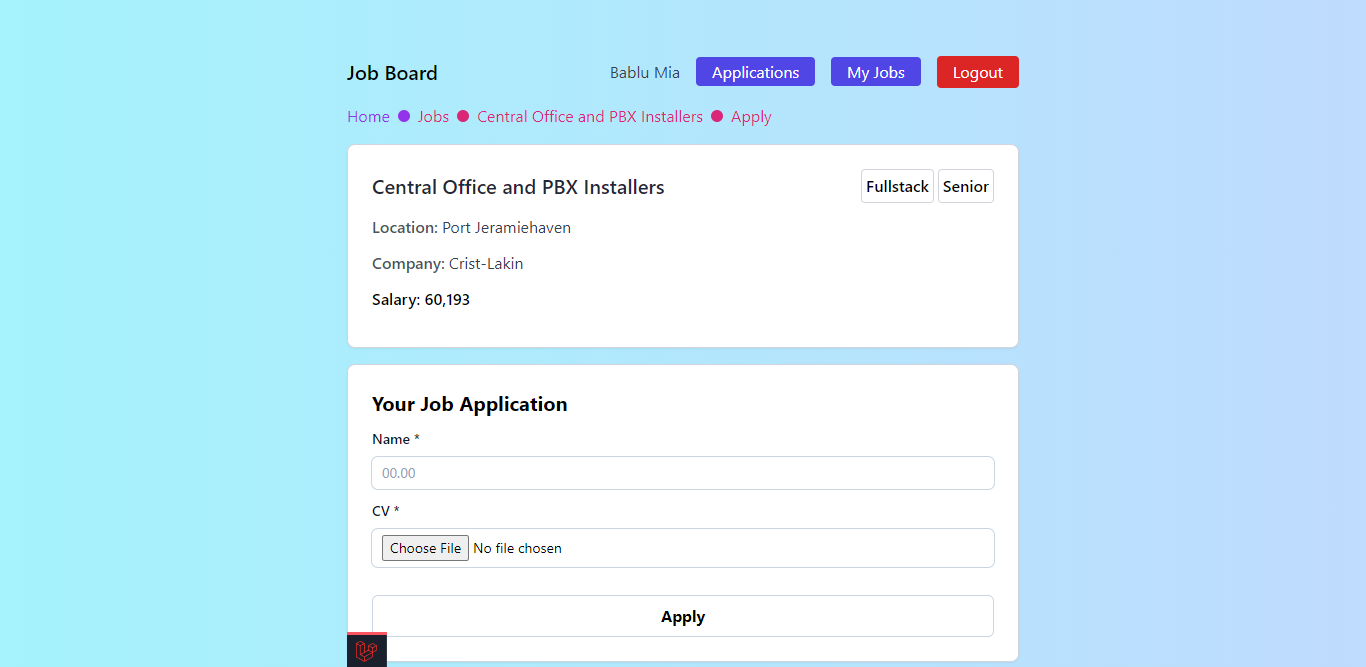 Job Board Bablu Mia Applications My Jobs Logout
Home Jobs Central Office and PBX Installers Apply
Central Office and PBX Installers Fullstack Senior
Location: Port Jeramiehaven
Company: Crist-Lakin
Salary: 60,193
Your Job Application
Name *
00.00
CV *
Choose File No file chosen
Apply